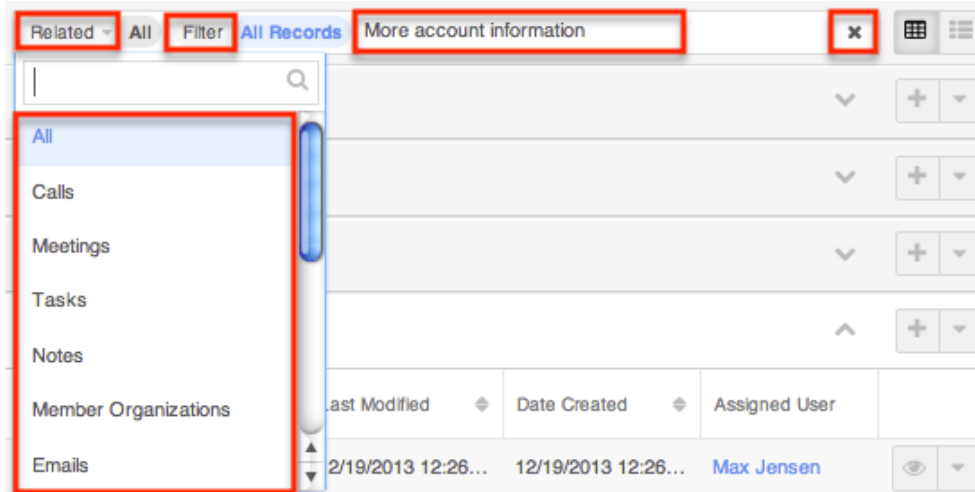 Related All Filter All Records More account information
All
Calls
Meetings
Tasks
Notes
Member Organizations
Last Modified Date Created Assigned User
Emails
2/19/2013 12:26... 12/19/2013 12:26... Max Jensen